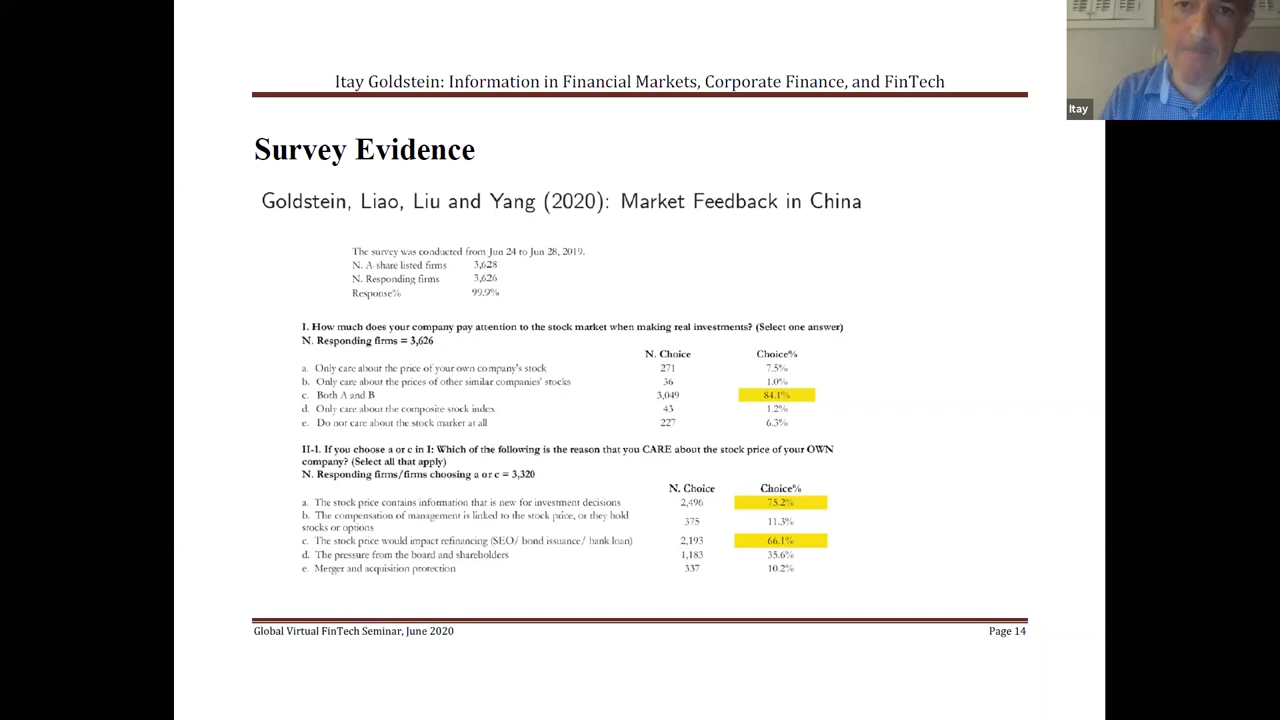 Itay Goldstein: Information in Financial Markets, Corporate Finance, and FinTech
Itay
Survey Evidence
Goldstein, Liao, Liu and Yang (2020): Market Feedback in China
The survey was conducted from Jun 24 to Jun 28, 2019.
N. A-share listed firms 3,628
N. Responding firms 3,626
Response% 99.9%
I. How much does your company pay attention to the stock market when making real investments? (Select one answer)
N. Responding firms = 3,626
N. Choice Choice%
a. Only care about the price of your own company's stock 271 7.5%
b. Only care about the prices of other similar companies' stocks 36 1.0%
c. Both A and B 3,049 84.1%
d. Only care about the composite stock index 43 1.2%
e. Do not care about the stock market at all 227 6.3%
II-1. If you choose a or c in I: Which of the following is the reason that you CARE about the stock price of your OWN
company? (Select all that apply)
N. Responding firms/firms choosing a or c = 3,320
N. Choice Choice%
a. The stock price contains information that is new for investment decisions 2,496 75.2%
b. The compensation of management is linked to the stock price, or they hold
stocks or options 375 11.3%
c. The stock price would impact refinancing (SEO/ bond issuance/ bank loan) 2,193 66.1%
d. The pressure from the board and shareholders 1,183 35.6%
e. Merger and acquisition protection 337 10.2%
Global Virtual FinTech Seminar, June 2020
Page 14